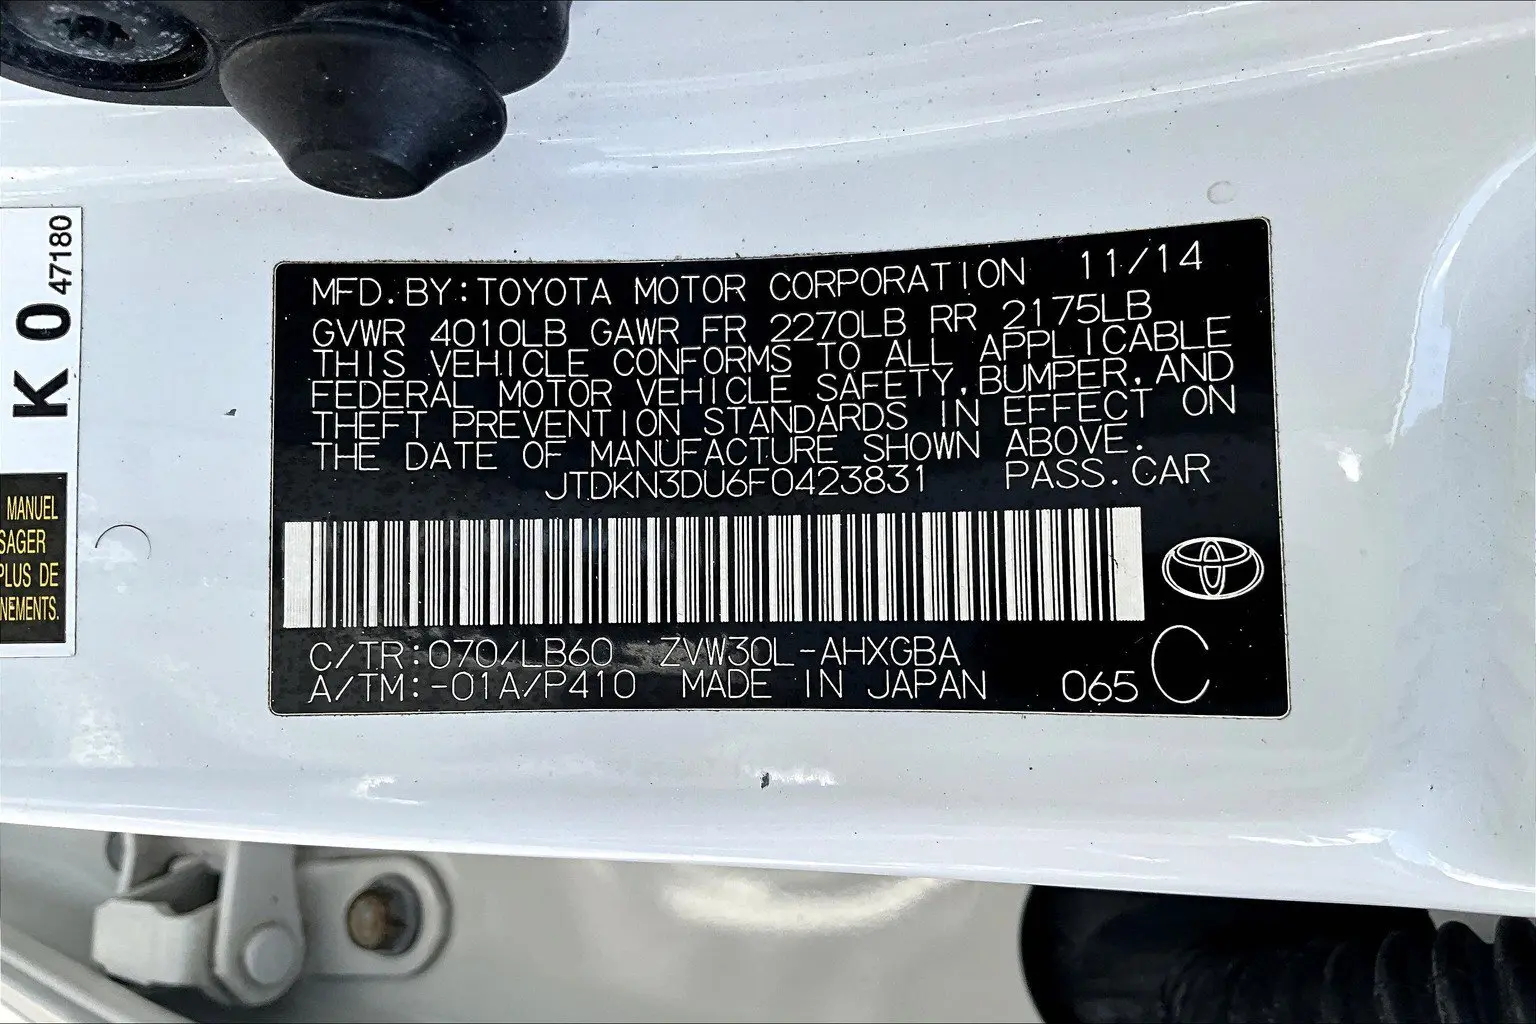 K 0 47180
MANUEL
SAGER
PLUS DE
NEMENTS.
MFD. BY: TOYOTA MOTOR CORPORATION 11/14
GVWR 4010LB GAWR FR 2270LB RR 2175LB
THIS VEHICLE CONFORMS TO ALL APPLICABLE
FEDERAL MOTOR VEHICLE SAFETY, BUMPER, AND
THEFT PREVENTION STANDARDS IN EFFECT ON
THE DATE OF MANUFACTURE SHOWN ABOVE.
JTDKN3DU6F0423831 PASS. CAR
C/TR:070/LB60 ZVW30L-AHXGBA
A/TM:-01A/P410 MADE IN JAPAN 065 C